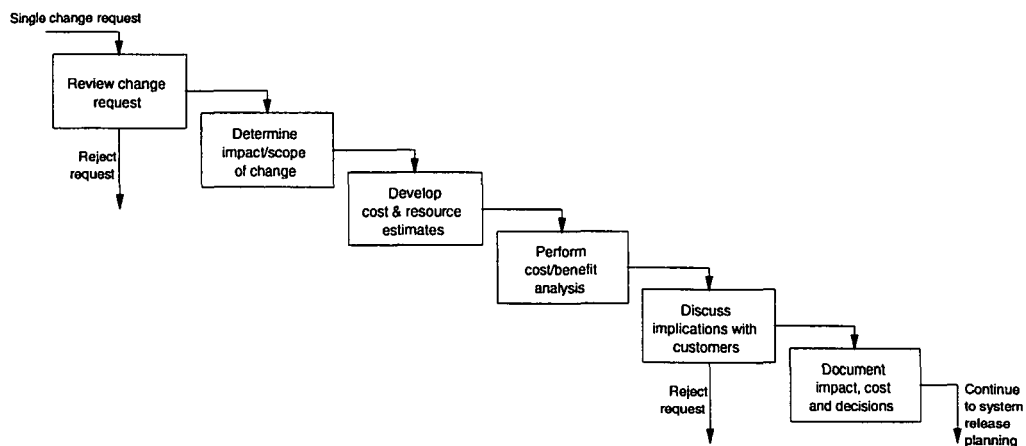 Single change request
Review change
request
Reject
request
Determine
impact/scope
of change
Develop
cost & resource
estimates
Perform
cost/benefit
analysis
Discuss
implications with
customers
Reject
request
Document
impact, cost
and decisions
Continue
to system
release
planning